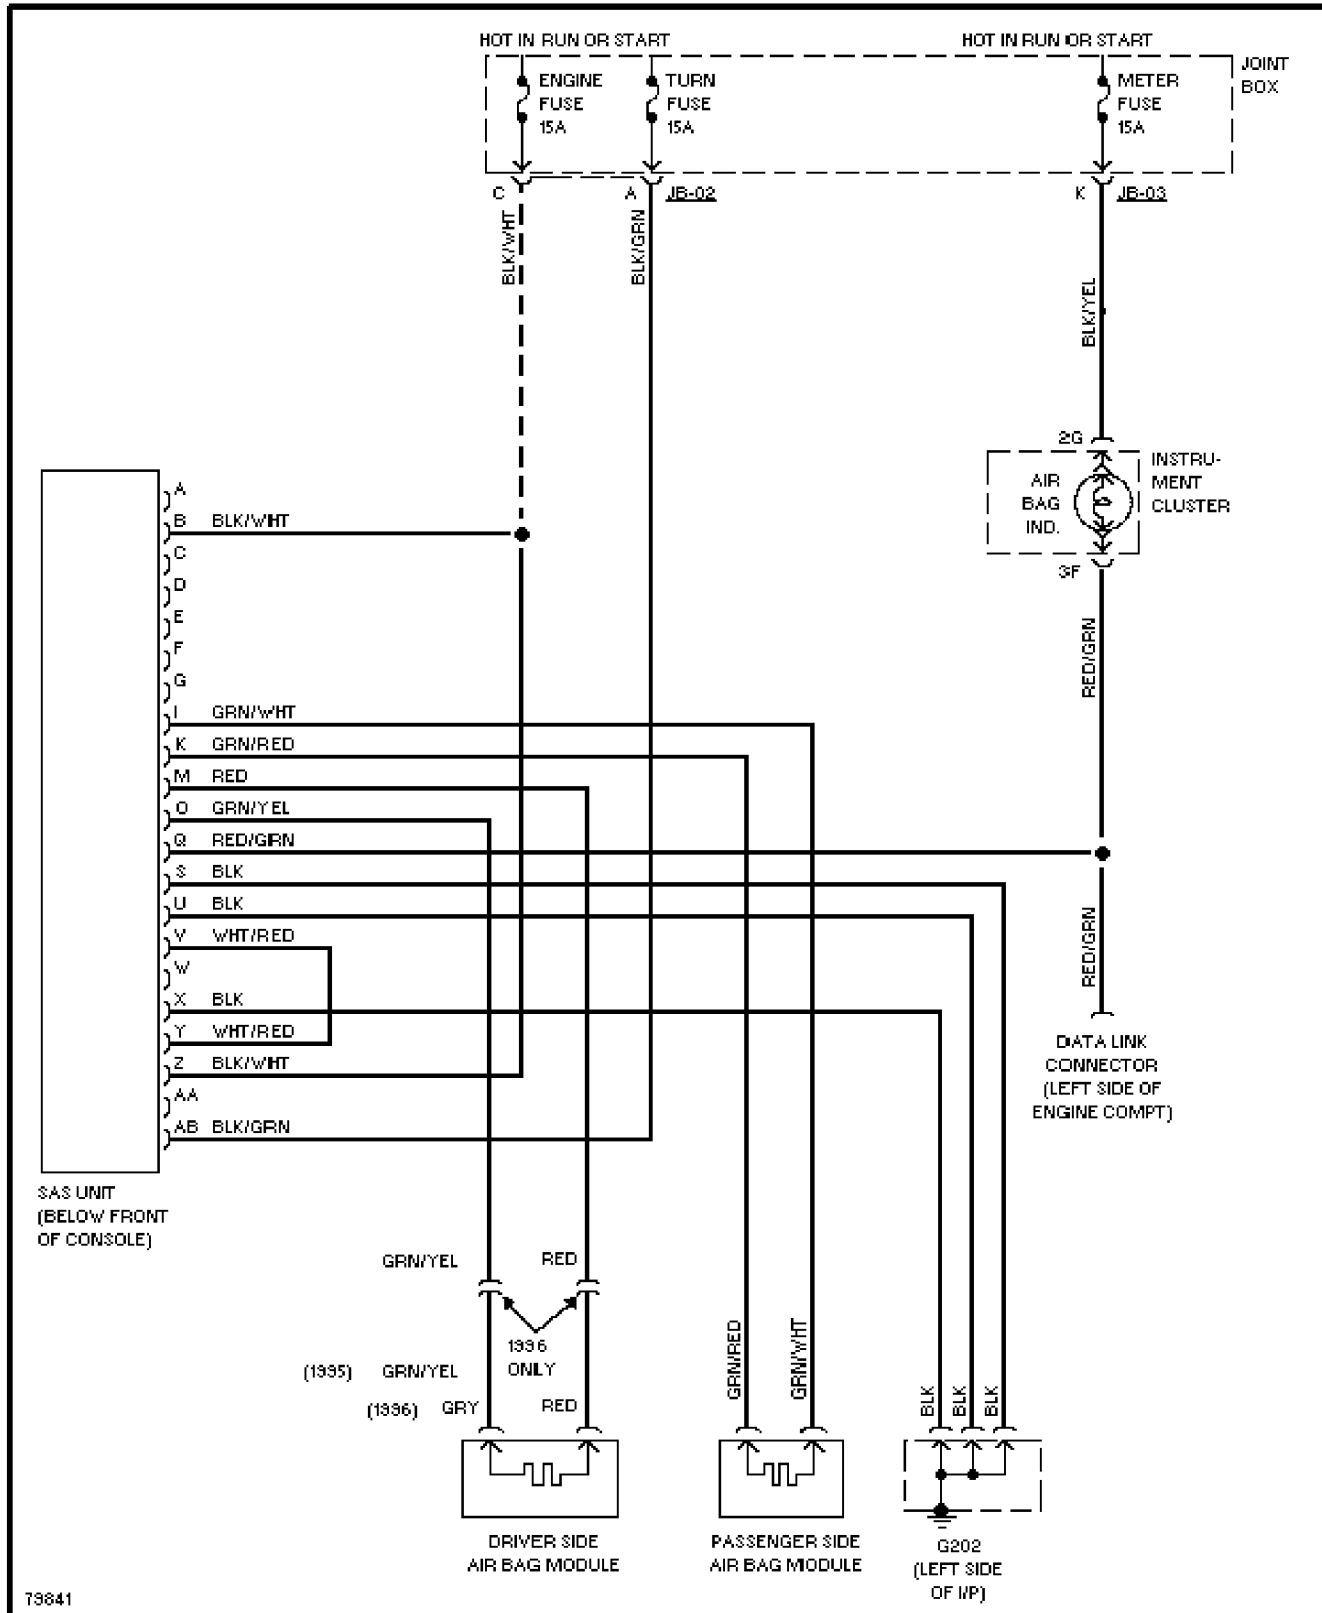 HOT IN RUN OR START
HOT IN RUN OR START
JOINT
BOX
ENGINE
FUSE
15A
TURN
FUSE
15A
METER
FUSE
15A
C
A
JB-02
K
JB-03
BLK/WHT
BLK/GRN
BLK/YEL
2G
INSTRU-
MENT
CLUSTER
AIR
BAG
IND.
3F
RED/GRN
A
B BLK/WHT
C
D
E
F
G
I GRN/WHT
K GRN/RED
M RED
O GRN/YEL
Q RED/GRN
S BLK
U BLK
V WHT/RED
W
X BLK
Y WHT/RED
Z BLK/WHT
AA
AB BLK/GRN
RED/GRN
DATA LINK
CONNECTOR
(LEFT SIDE OF
ENGINE COMPT)
SAS UNIT
(BELOW FRONT
OF CONSOLE)
GRN/YEL
RED
1996
ONLY
(1995) GRN/YEL
(1996) GRY
RED
GRN/RED
GRN/WHT
BLK
BLK
BLK
DRIVER SIDE
AIR BAG MODULE
PASSENGER SIDE
AIR BAG MODULE
G202
(LEFT SIDE
OF I/P)
79841